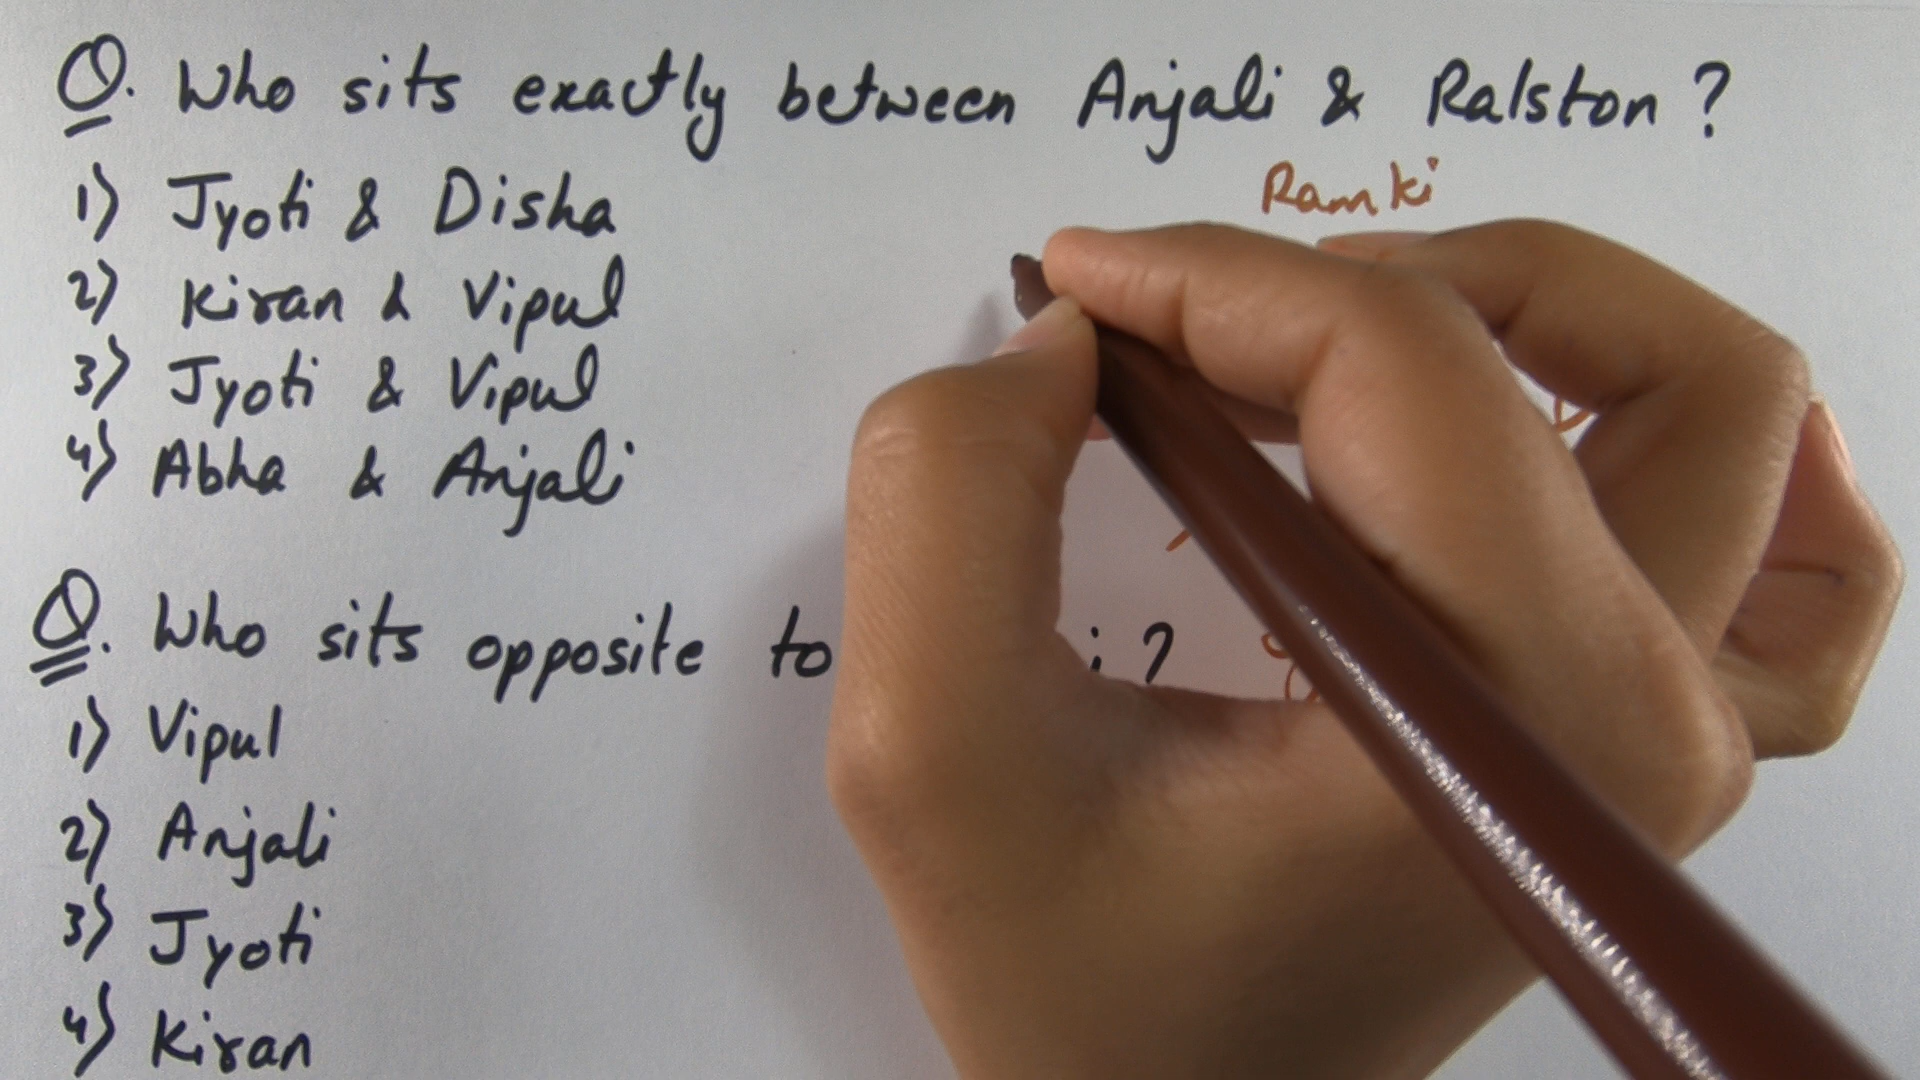 Q. Who sits exactly between Anjali & Ralston ?
Ramki
1) Jyoti & Disha
2) Kiran & Vipul
3) Jyoti & Vipul
4) Abha & Anjali
Q. Who sits opposite to ?
1) Vipul
2) Anjali
3) Jyoti
4) Kiran